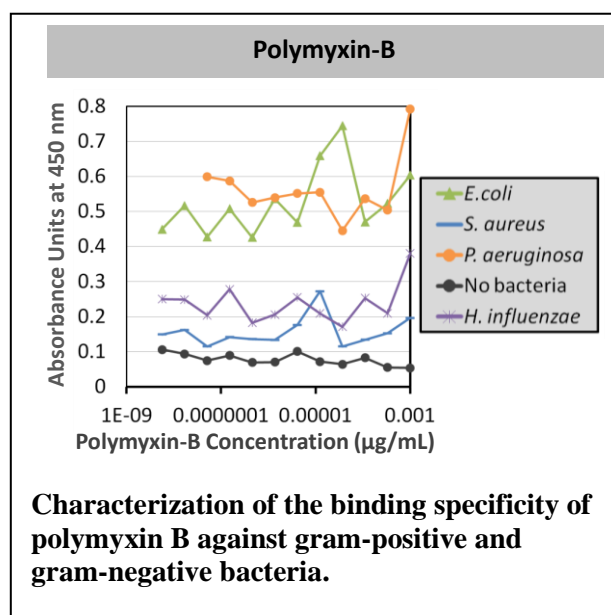 Polymyxin-B
Absorbance Units at 450 nm
0.8
0.7
0.6
0.5
0.4
0.3
0.2
0.1
0
1E-09 0.0000001 0.00001 0.001
Polymyxin-B Concentration (µg/mL)
E.coli
S. aureus
P. aeruginosa
No bacteria
H. influenzae
Characterization of the binding specificity of
polymyxin B against gram-positive and
gram-negative bacteria.